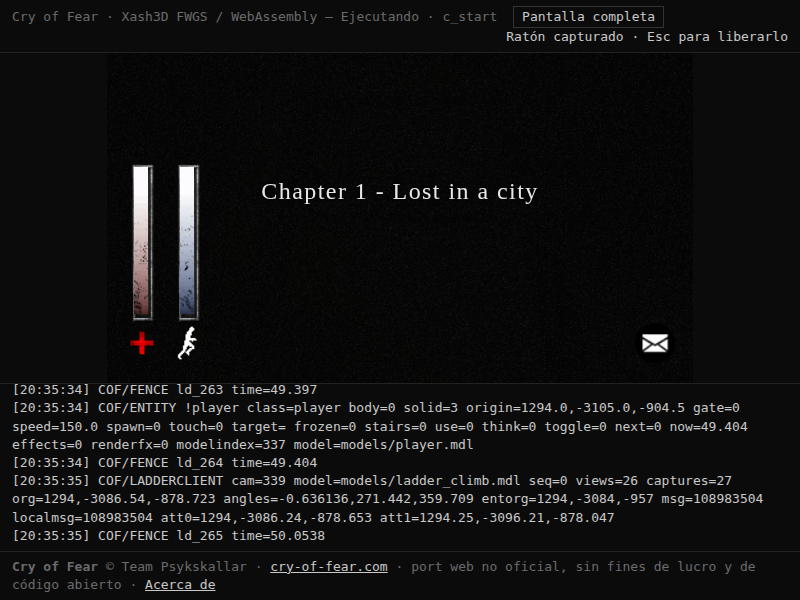 Cry of Fear · Xash3D FWGS / WebAssembly — Ejecutando · c_start
Pantalla completa
Ratón capturado · Esc para liberarlo
Chapter 1 - Lost in a city
[20:35:34] COF/FENCE ld_263 time=49.397
[20:35:34] COF/ENTITY !player class=player body=0 solid=3 origin=1294.0,-3105.0,-904.5 gate=0
speed=150.0 spawn=0 touch=0 target= frozen=0 stairs=0 use=0 think=0 toggle=0 next=0 now=49.404
effects=0 renderfx=0 modelindex=337 model=models/player.mdl
[20:35:34] COF/FENCE ld_264 time=49.404
[20:35:35] COF/LADDERCLIENT cam=339 model=models/ladder_climb.mdl seq=0 views=26 captures=27
org=1294,-3086.54,-878.723 angles=-0.636136,271.442,359.709 entorg=1294,-3084,-957 msg=108983504
localmsg=108983504 att0=1294,-3086.24,-878.653 att1=1294.25,-3096.21,-878.047
[20:35:35] COF/FENCE ld_265 time=50.0538
Cry of Fear © Team Psyskallar · cry-of-fear.com · port web no oficial, sin fines de lucro y de
código abierto · Acerca de